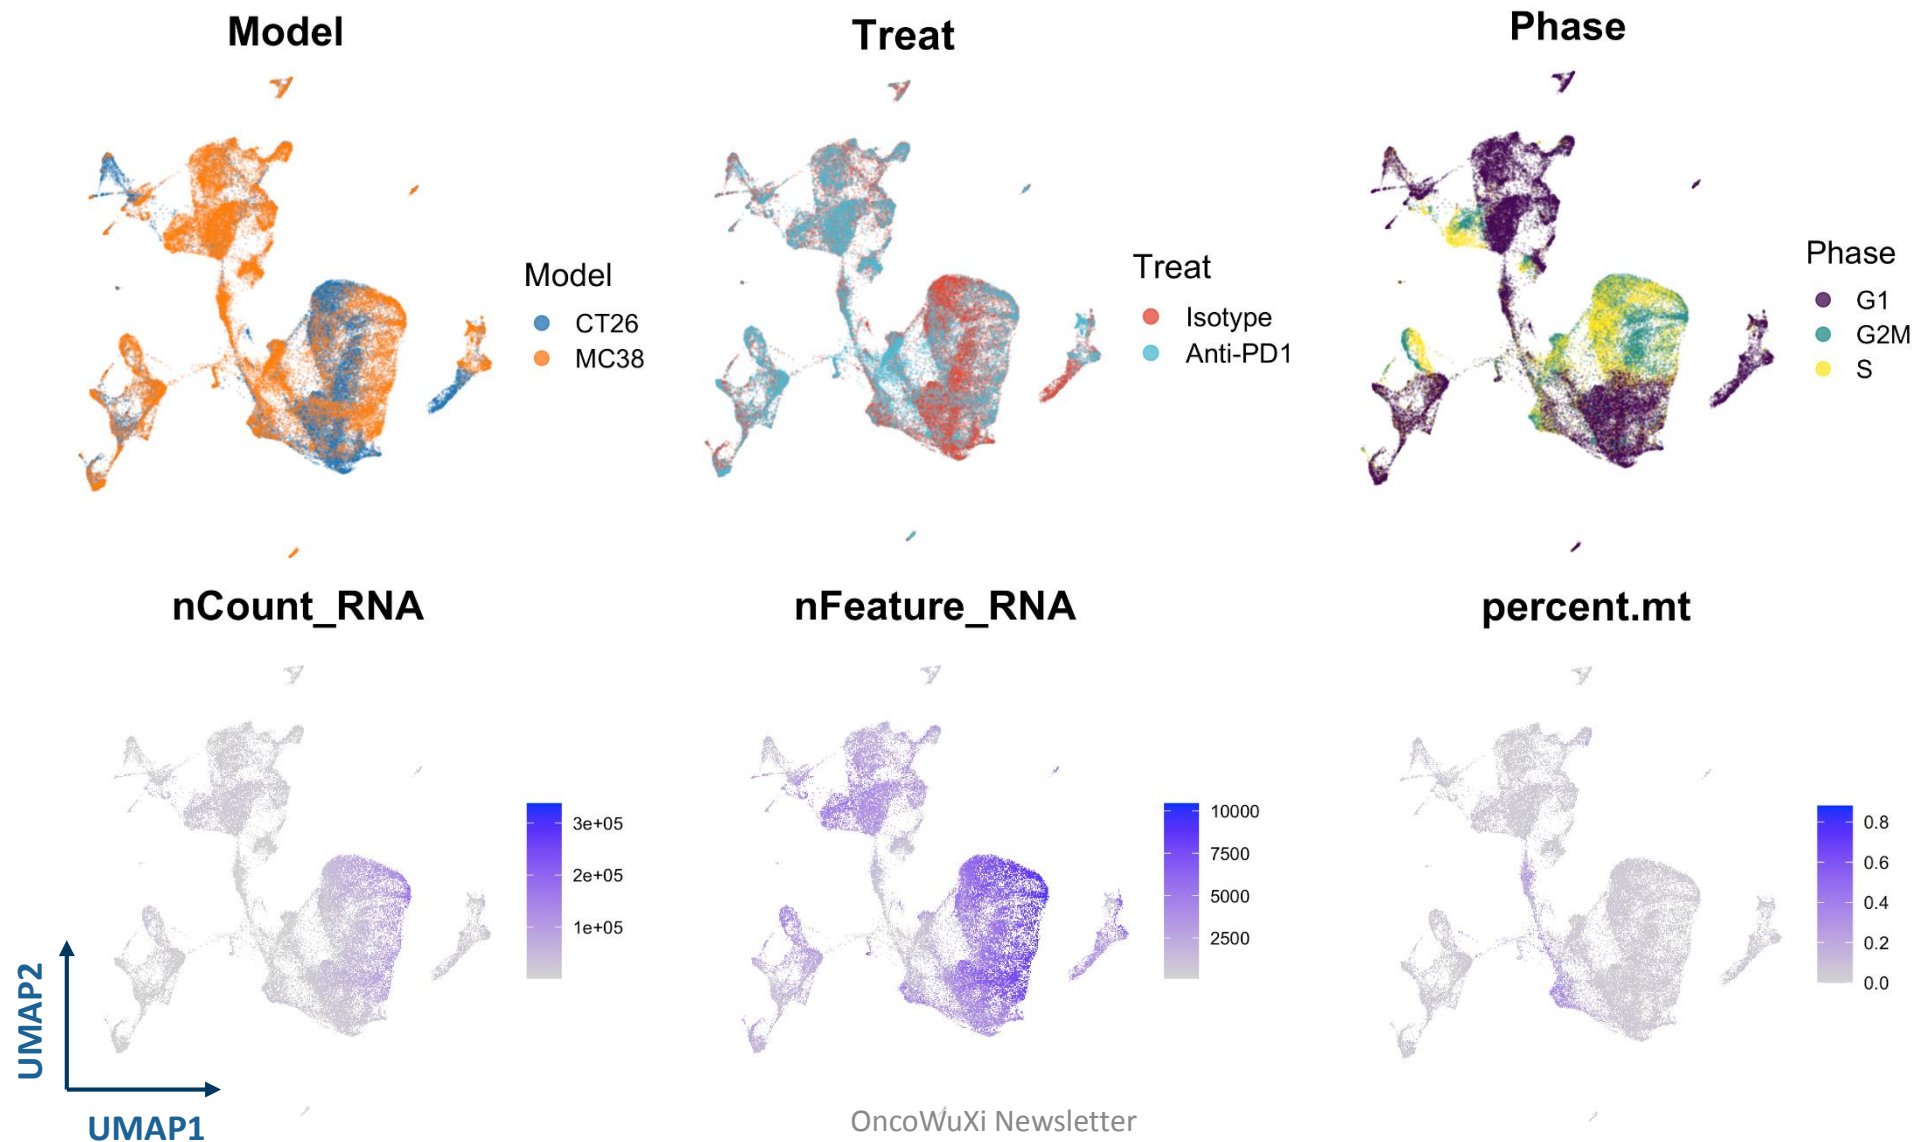 Model
Treat
Phase
Model
CT26
MC38
Treat
Isotype
Anti-PD1
Phase
G1
G2M
S
nCount_RNA
nFeature_RNA
percent.mt
3e+05
2e+05
1e+05
10000
7500
5000
2500
0.8
0.6
0.4
0.2
0.0
UMAP2
UMAP1
OncoWuXi Newsletter